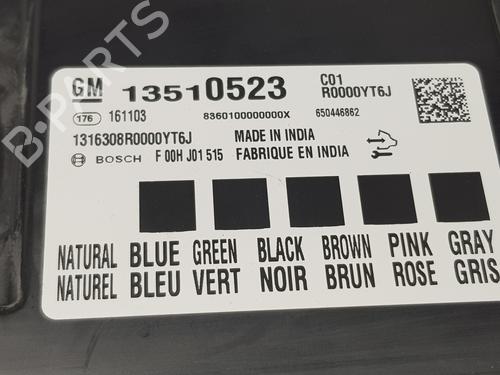 GM 13510523 C01
R0000YT6J
176 161103 8360100000000X 650446862
1316308R0000YT6J MADE IN INDIA
BOSCH F 00H J01 515 FABRIQUE EN INDIA
NATURAL BLUE GREEN BLACK BROWN PINK GRAY
NATUREL BLEU VERT NOIR BRUN ROSE GRIS